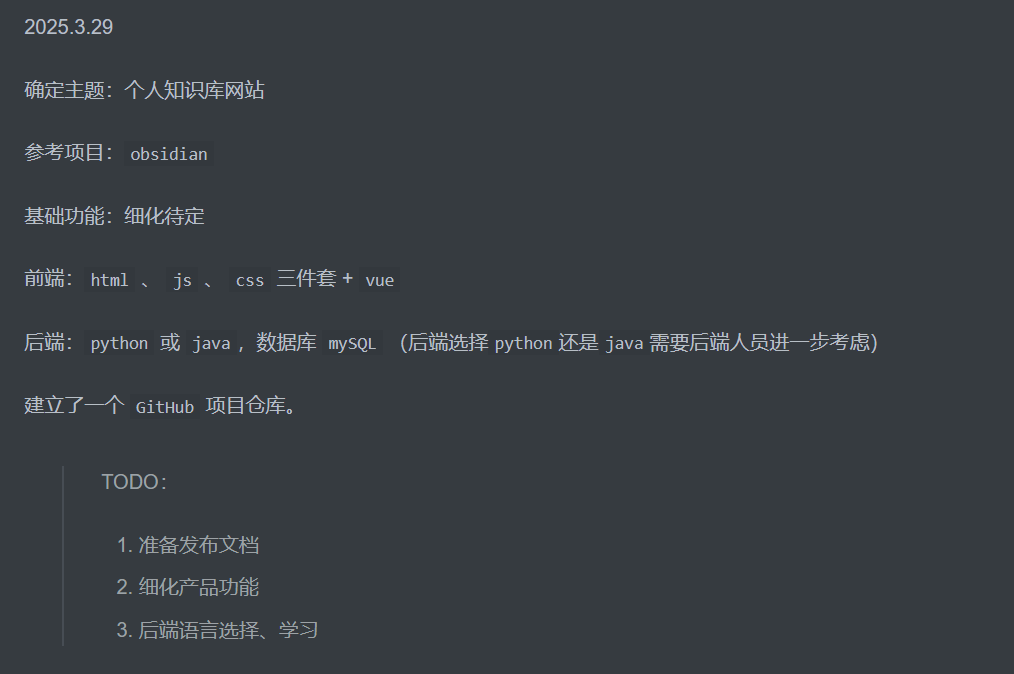 2025.3.29
确定主题：个人知识库网站
参考项目： obsidian
基础功能：细化待定
前端： html 、 js 、 css 三件套 + vue
后端： python 或 java ，数据库 mySQL （后端选择 python 还是 java 需要后端人员进一步考虑）
建立了一个 GitHub 项目仓库。
TODO：
1. 准备发布文档
2. 细化产品功能
3. 后端语言选择、学习